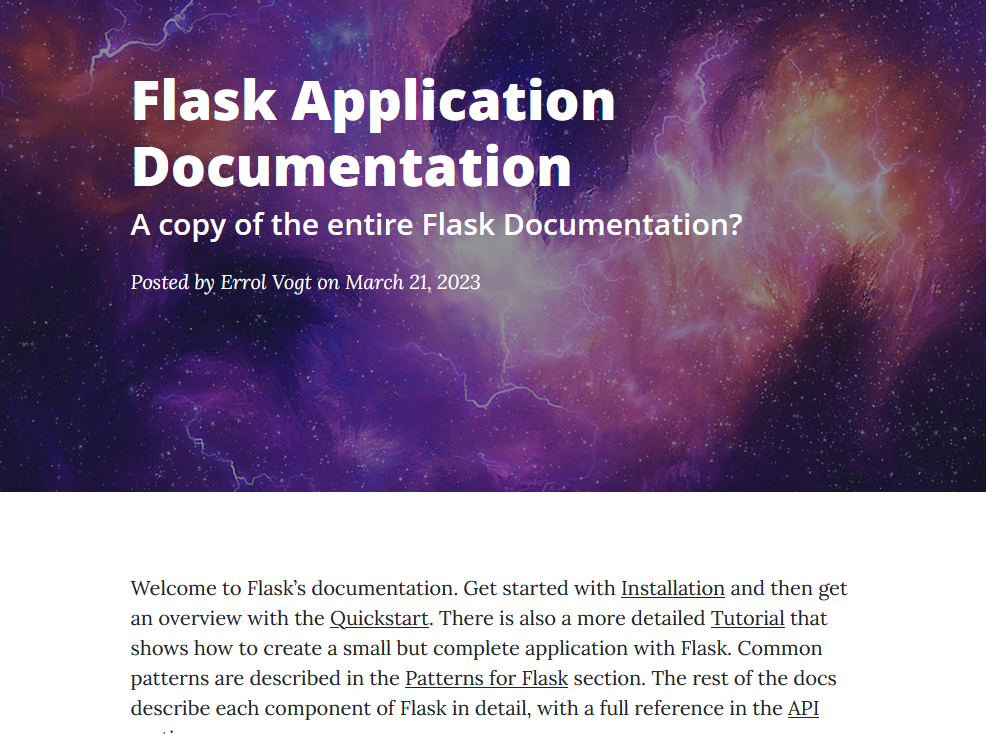 Flask Application
Documentation
A copy of the entire Flask Documentation?
Posted by Errol Vogt on March 21, 2023
Welcome to Flask’s documentation. Get started with Installation and then get
an overview with the Quickstart. There is also a more detailed Tutorial that
shows how to create a small but complete application with Flask. Common
patterns are described in the Patterns for Flask section. The rest of the docs
describe each component of Flask in detail, with a full reference in the API